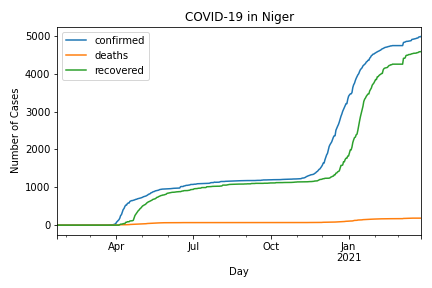 COVID-19 in Niger
confirmed
deaths
recovered
Number of Cases
5000
4000
3000
2000
1000
0
Apr
Jul
Oct
Jan
2021
Day